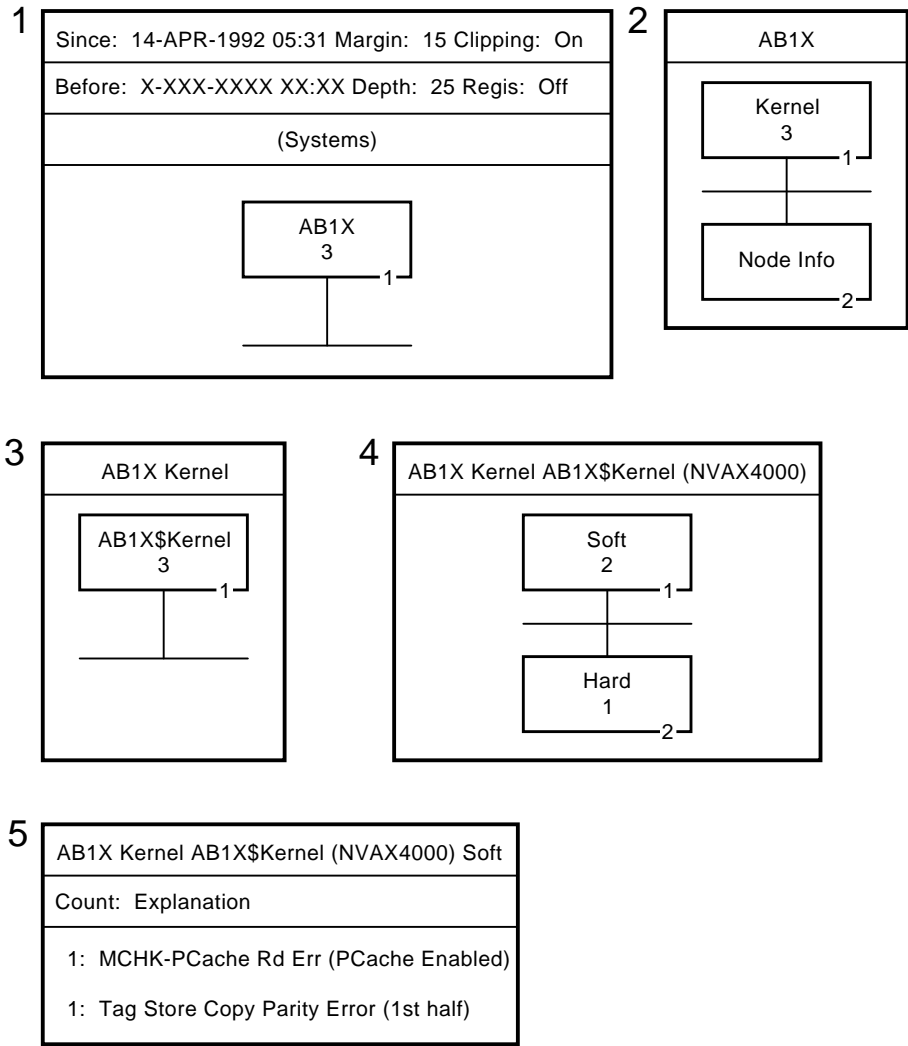 1
Since: 14-APR-1992 05:31 Margin: 15 Clipping: On
Before: X-XXX-XXXX XX:XX Depth: 25 Regis: Off
(Systems)
AB1X
3
1
2
AB1X
Kernel
3
1
Node Info
2
3
AB1X Kernel
AB1X$Kernel
3
1
4
AB1X Kernel AB1X$Kernel (NVAX4000)
Soft
2
1
Hard
1
2
5
AB1X Kernel AB1X$Kernel (NVAX4000) Soft
Count: Explanation
1: MCHK-PCache Rd Err (PCache Enabled)
1: Tag Store Copy Parity Error (1st half)